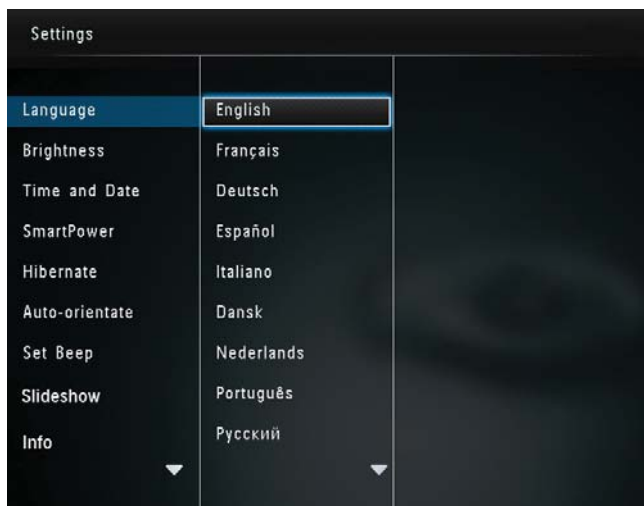 Settings
Language
Brightness
Time and Date
SmartPower
Hibernate
Auto-orientate
Set Beep
Slideshow
Info
English
Français
Deutsch
Español
Italiano
Dansk
Nederlands
Português
Русский